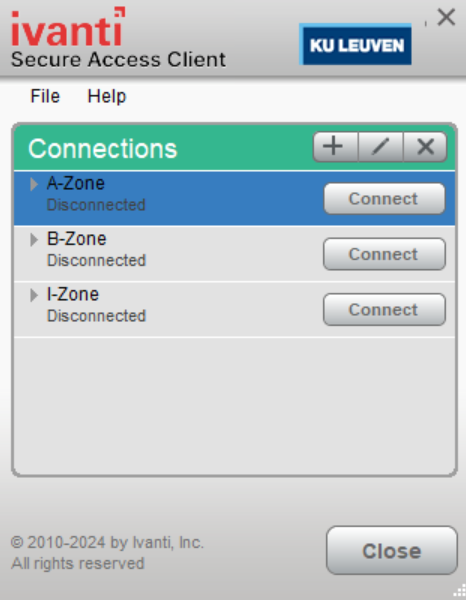 ivanti
Secure Access Client
KU LEUVEN
File Help
Connections
A-Zone
Disconnected
Connect
B-Zone
Disconnected
Connect
I-Zone
Disconnected
Connect
© 2010-2024 by Ivanti, Inc.
All rights reserved
Close